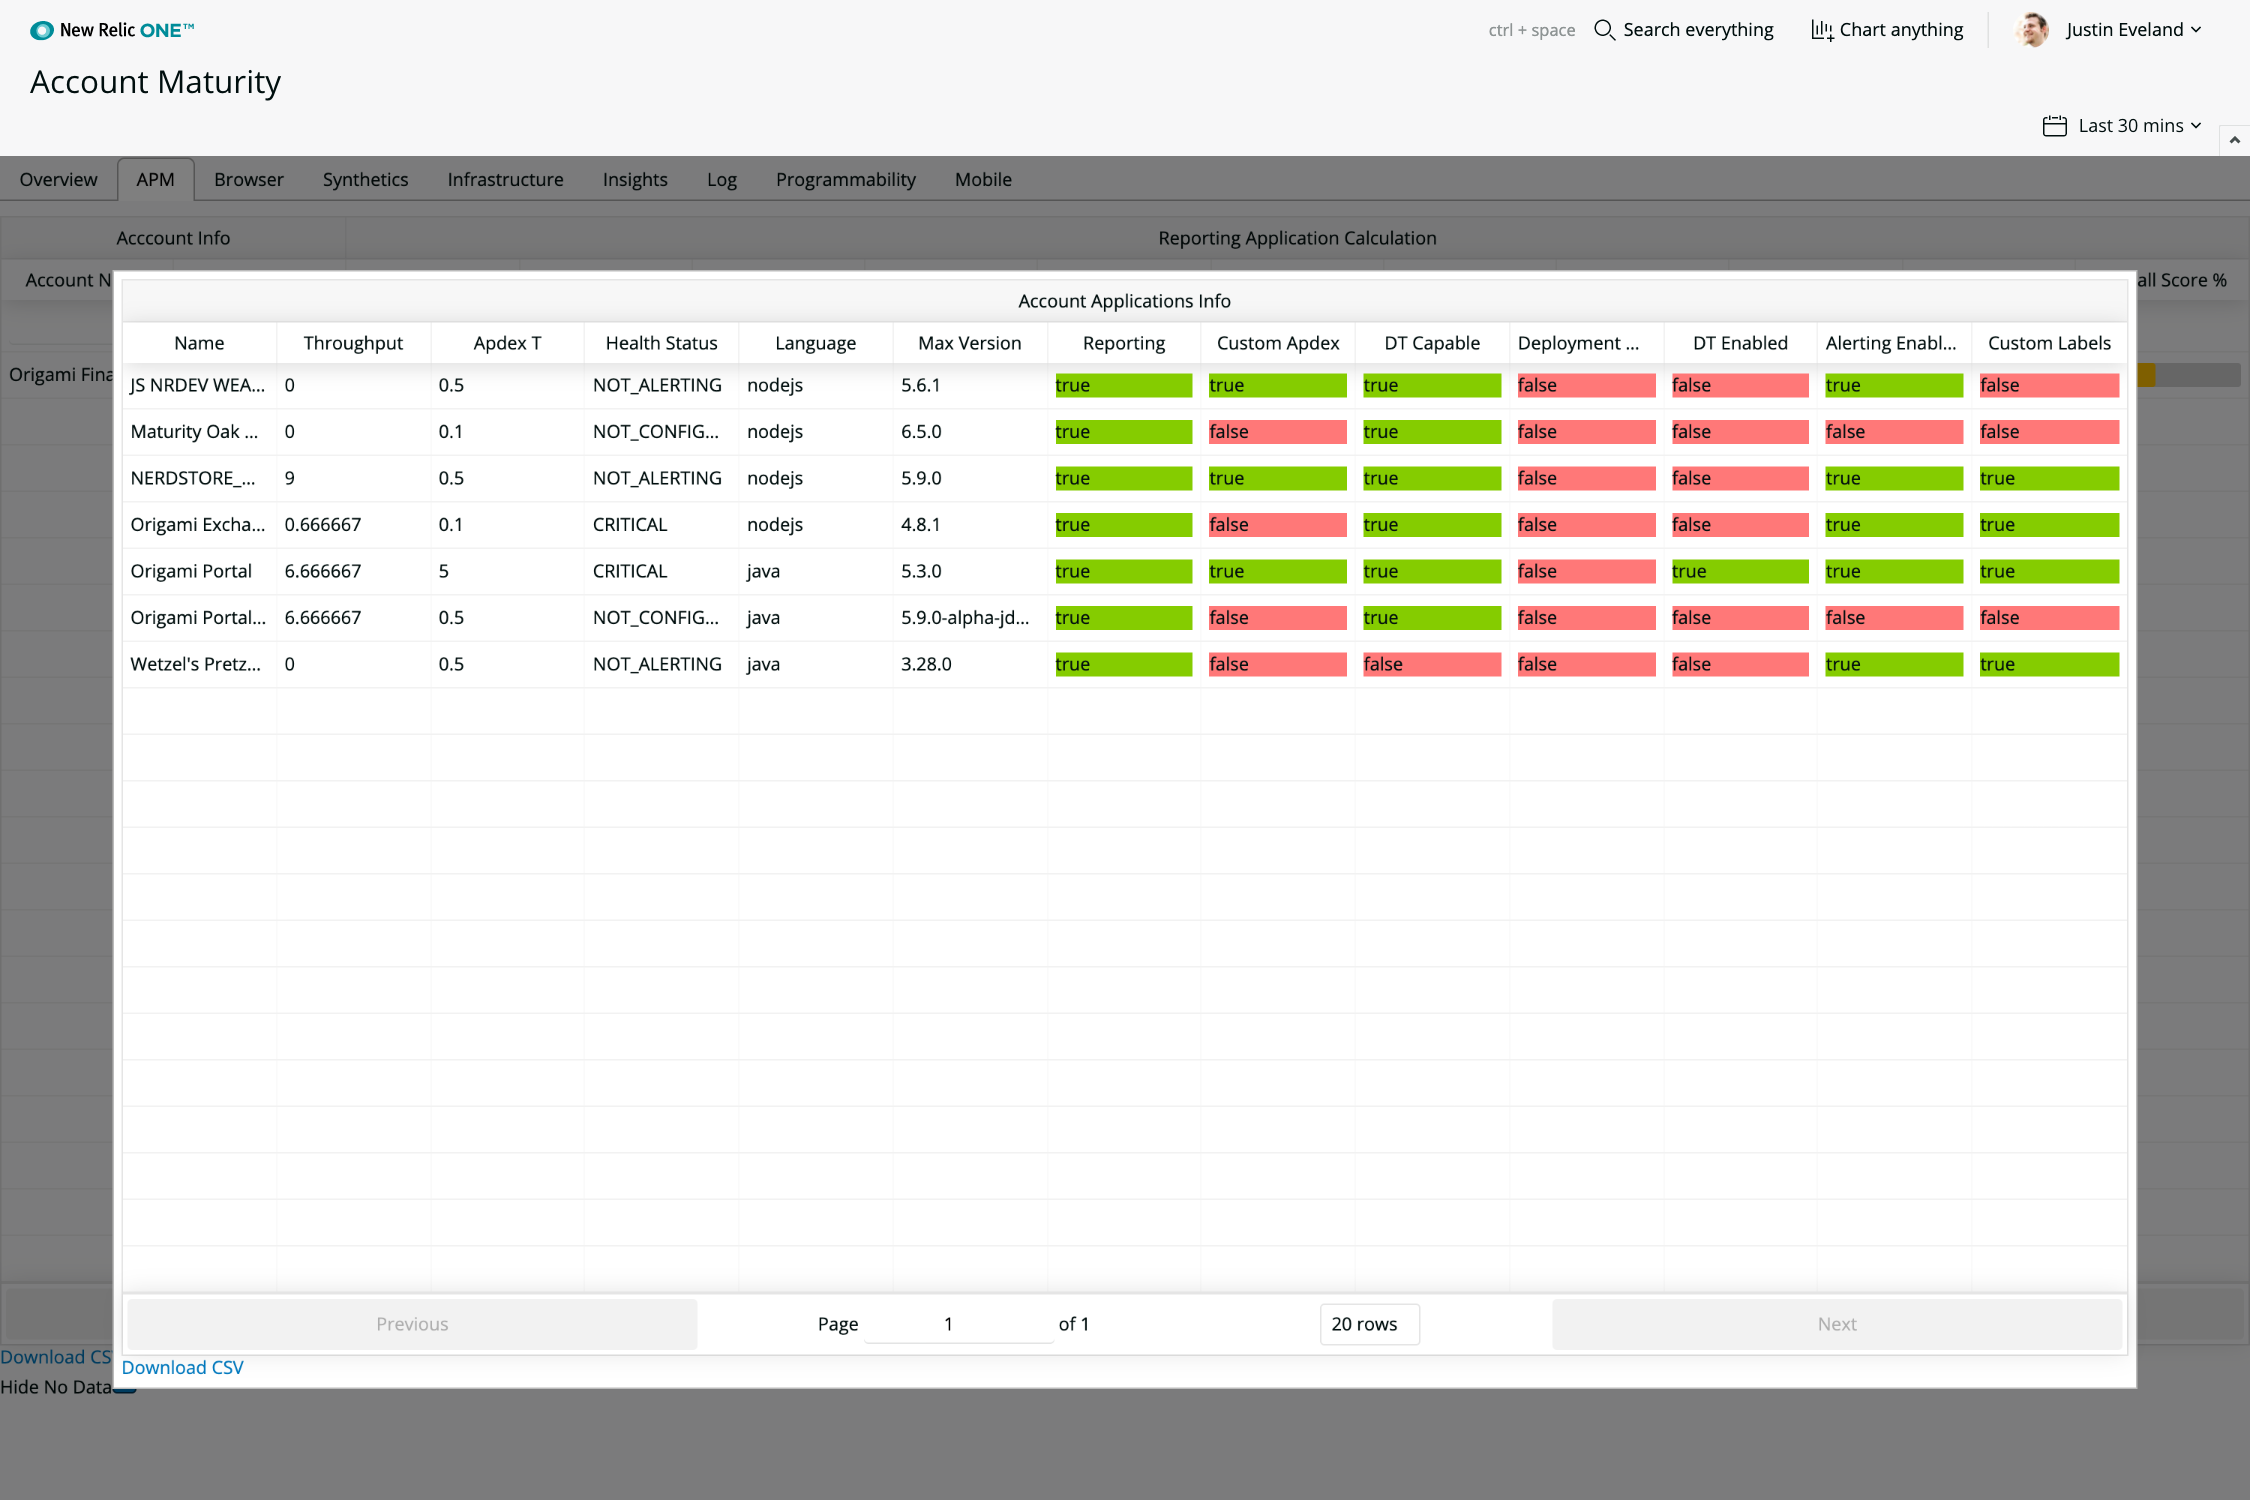 New Relic ONE™
ctrl + space Search everything Chart anything Justin Eveland
Account Maturity
Last 30 mins
Overview APM Browser Synthetics Infrastructure Insights Log Programmability Mobile
Acccount Info Reporting Application Calculation
Account N all Score %
Origami Fina
Account Applications Info
Name Throughput Apdex T Health Status Language Max Version Reporting Custom Apdex DT Capable Deployment ... DT Enabled Alerting Enabl... Custom Labels
JS NRDEV WEA... 0 0.5 NOT_ALERTING nodejs 5.6.1 true true true false false true false
Maturity Oak ... 0 0.1 NOT_CONFIG... nodejs 6.5.0 true false true false false false false
NERDSTORE_... 9 0.5 NOT_ALERTING nodejs 5.9.0 true true true false false true true
Origami Excha... 0.666667 0.1 CRITICAL nodejs 4.8.1 true false true false false true true
Origami Portal 6.666667 5 CRITICAL java 5.3.0 true true true false true true true
Origami Portal... 6.666667 0.5 NOT_CONFIG... java 5.9.0-alpha-jd... true false true false false false false
Wetzel's Pretz... 0 0.5 NOT_ALERTING java 3.28.0 true false false false false true true
Previous Page 1 of 1 20 rows Next
Download CS
Download CSV
Hide No Data